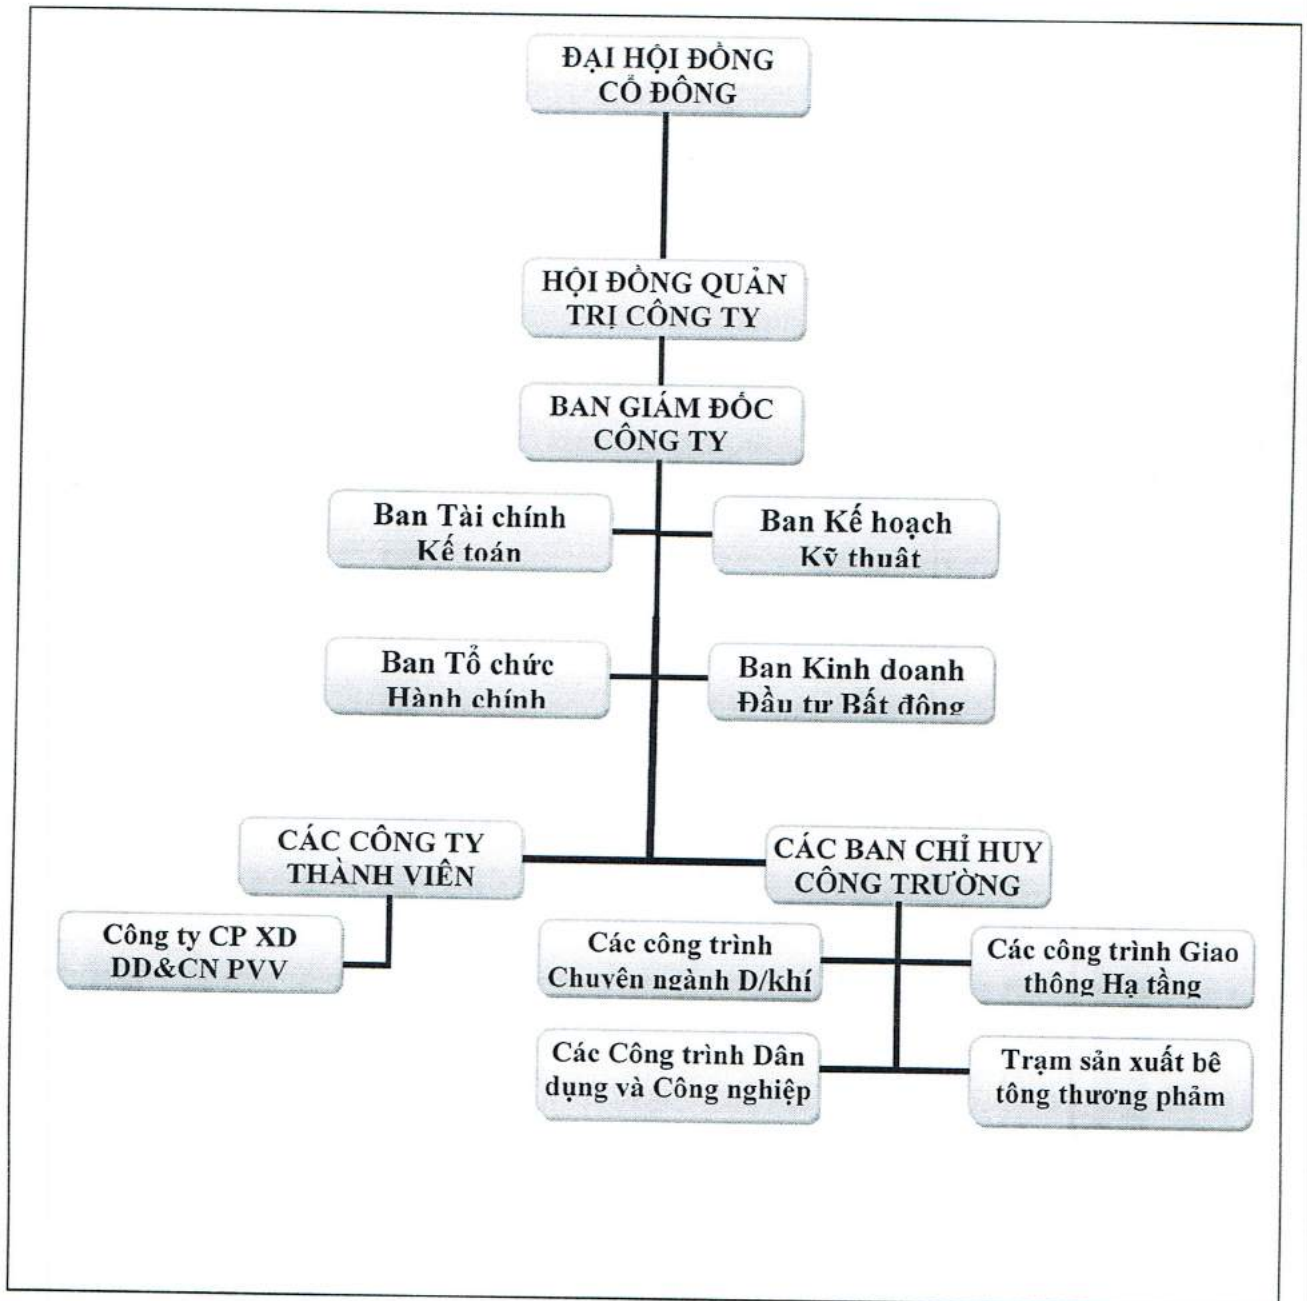 ĐẠI HỘI ĐỒNG
CỔ ĐÔNG
HỘI ĐỒNG QUẢN
TRỊ CÔNG TY
BAN GIÁM ĐỐC
CÔNG TY
Ban Tài chính
Kế toán
Ban Kế hoạch
Kỹ thuật
Ban Tổ chức
Hành chính
Ban Kinh doanh
Đầu tư Bất động
CÁC CÔNG TY
THÀNH VIÊN
CÁC BAN CHỈ HUY
CÔNG TRƯỜNG
Công ty CP XD
DD&CN PVV
Các công trình
Chuyên ngành D/khí
Các công trình Giao
thông Hạ tầng
Các Công trình Dân
dụng và Công nghiệp
Trạm sản xuất bê
tông thương phẩm